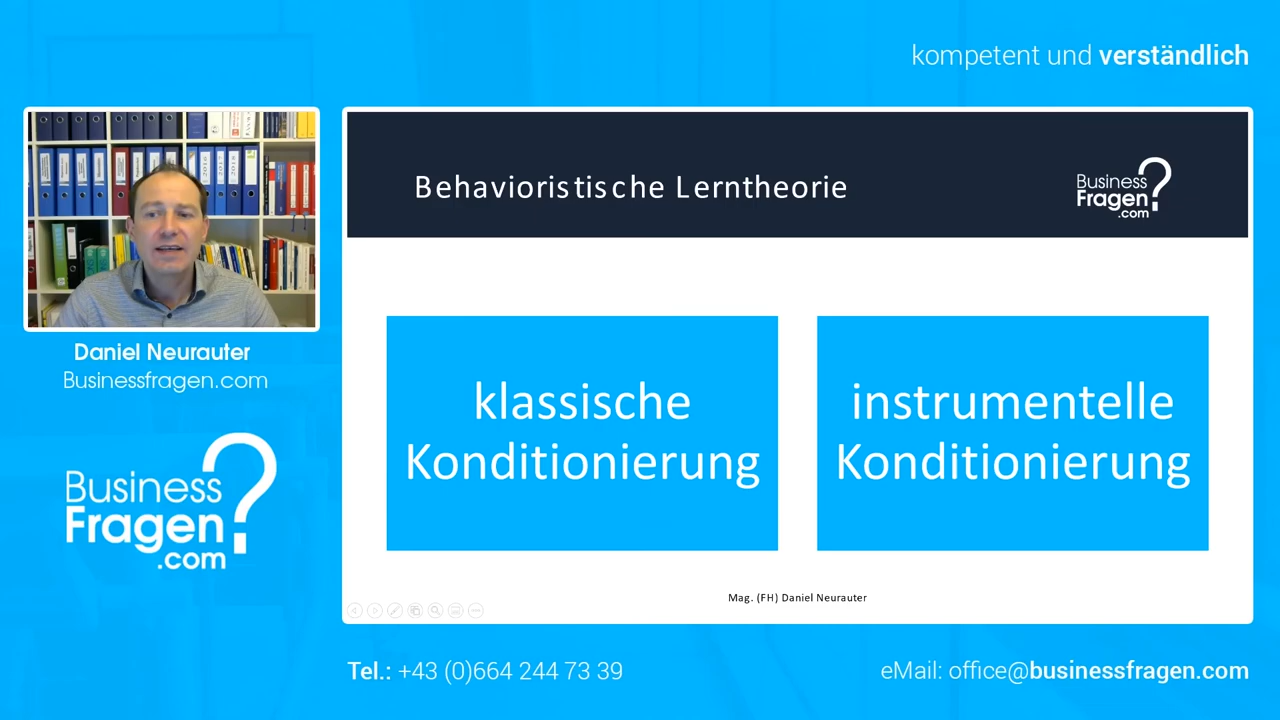 kompetent und verständlich
Behavioristische Lerntheorie
Business
Fragen
.com
klassische
Konditionierung
instrumentelle
Konditionierung
Mag. (FH) Daniel Neurauter
Daniel Neurauter
Businessfragen.com
Business
Fragen
.com
Tel.: +43 (0)664 244 73 39
eMail: office@businessfragen.com